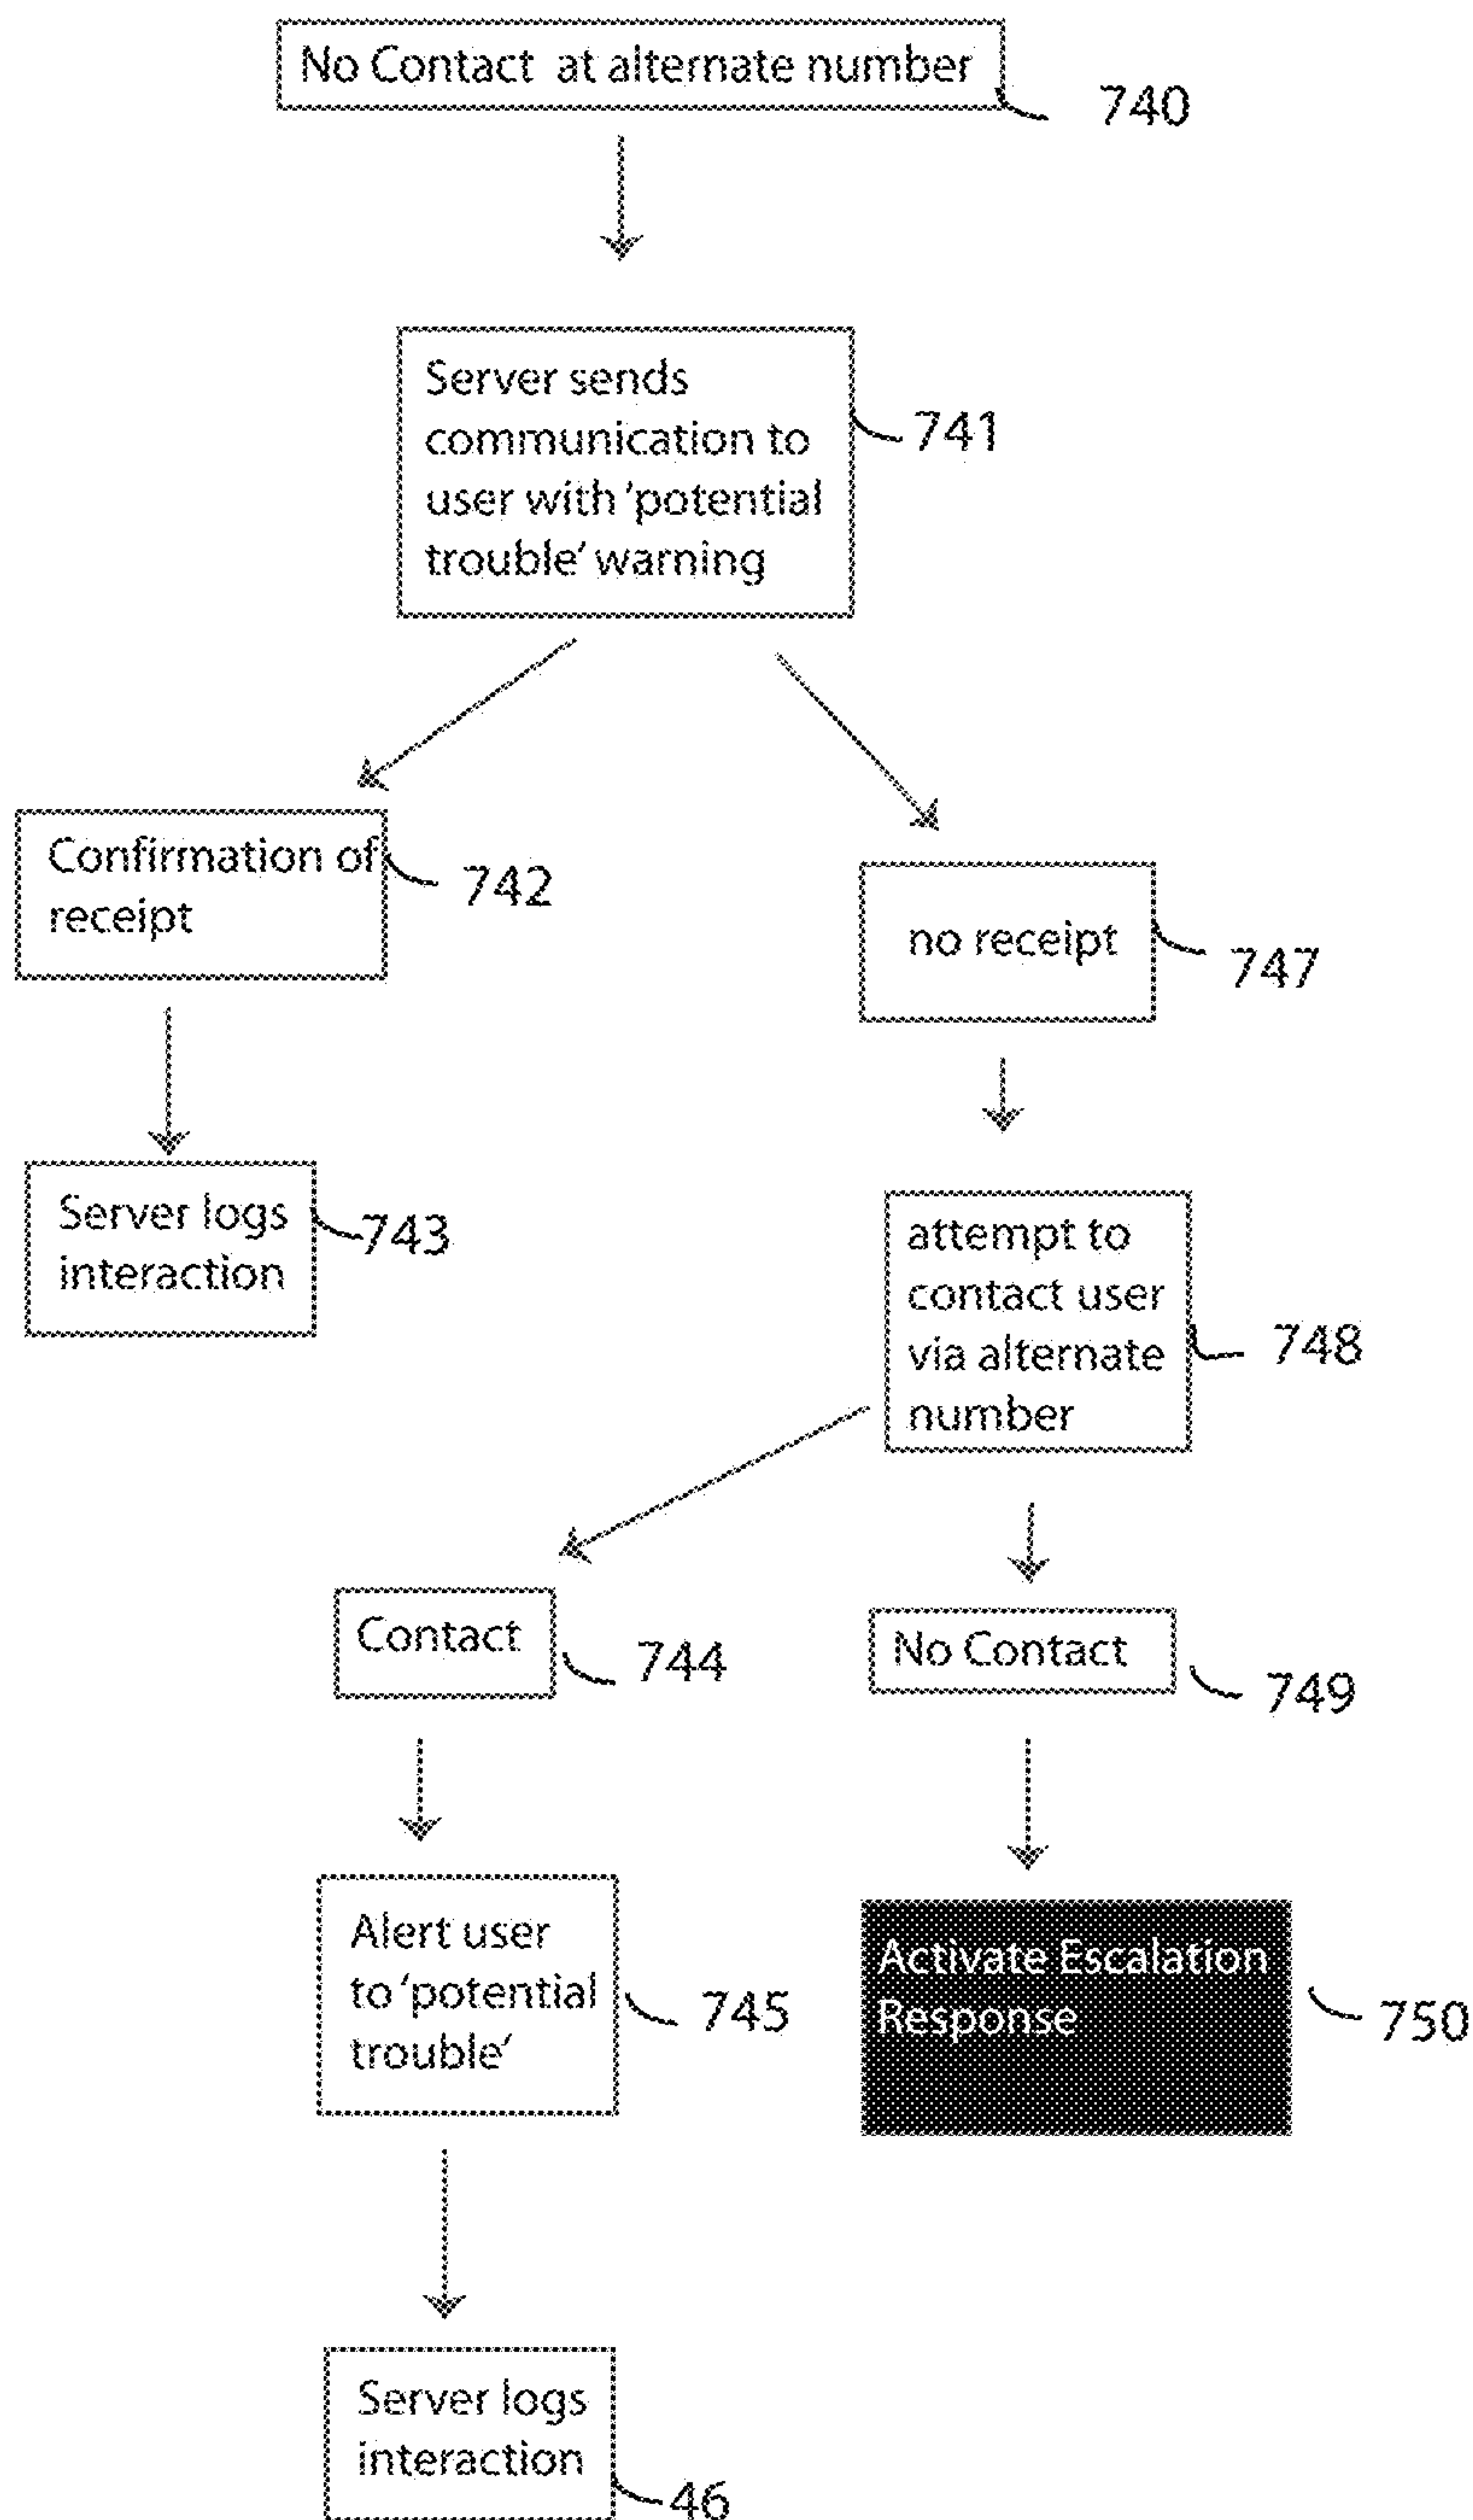 No Contact at alternate number
740
Server sends
communication to
user with 'potential
trouble' warning
741
Confirmation of
receipt
742
no receipt
747
Server logs
interaction
743
attempt to
contact user
via alternate
number
748
Contact
744
No Contact
749
Alert user
to 'potential
trouble'
745
Activate Escalation
Response
750
Server logs
interaction
46